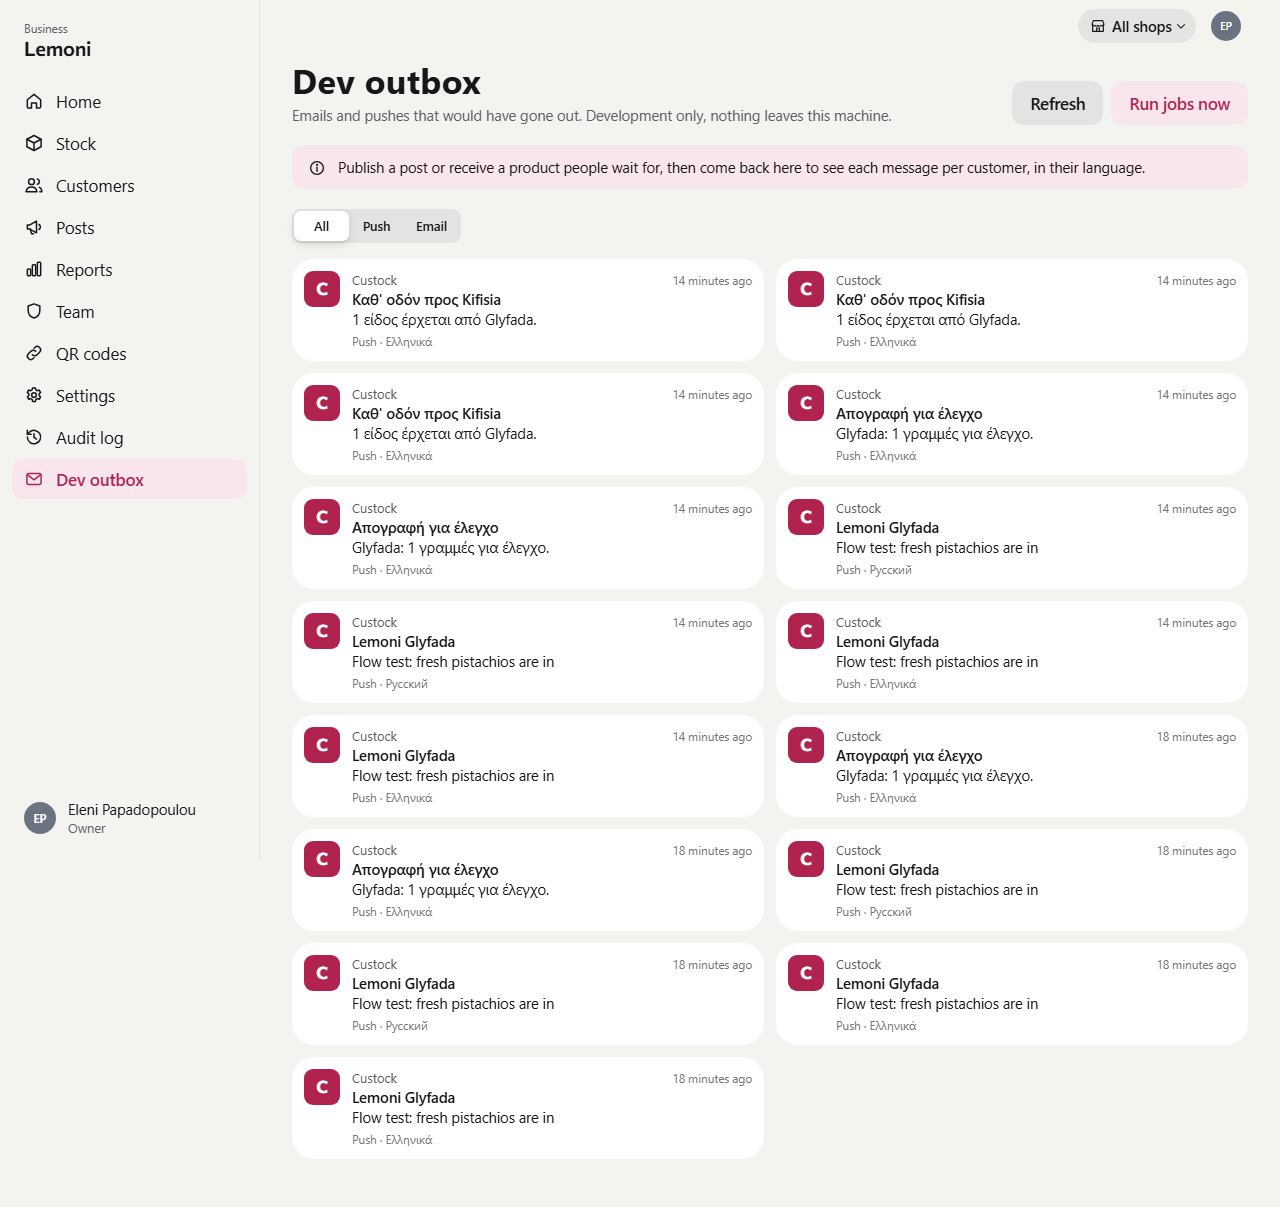 Business
Lemoni
Home
Stock
Customers
Posts
Reports
Team
QR codes
Settings
Audit log
Dev outbox
Eleni Papadopoulou
EP
Owner
All shops
EP
Dev outbox
Emails and pushes that would have gone out. Development only, nothing leaves this machine.
Refresh
Run jobs now
Publish a post or receive a product people wait for, then come back here to see each message per customer, in their language.
All
Push
Email
C
Custock
14 minutes ago
Καθ' οδόν προς Kifisia
1 είδος έρχεται από Glyfada.
Push · Ελληνικά
C
Custock
14 minutes ago
Καθ' οδόν προς Kifisia
1 είδος έρχεται από Glyfada.
Push · Ελληνικά
C
Custock
14 minutes ago
Καθ' οδόν προς Kifisia
1 είδος έρχεται από Glyfada.
Push · Ελληνικά
C
Custock
14 minutes ago
Απογραφή για έλεγχο
Glyfada: 1 γραμμές για έλεγχο.
Push · Ελληνικά
C
Custock
14 minutes ago
Απογραφή για έλεγχο
Glyfada: 1 γραμμές για έλεγχο.
Push · Ελληνικά
C
Custock
14 minutes ago
Lemoni Glyfada
Flow test: fresh pistachios are in
Push · Русский
C
Custock
14 minutes ago
Lemoni Glyfada
Flow test: fresh pistachios are in
Push · Русский
C
Custock
14 minutes ago
Lemoni Glyfada
Flow test: fresh pistachios are in
Push · Ελληνικά
C
Custock
14 minutes ago
Lemoni Glyfada
Flow test: fresh pistachios are in
Push · Ελληνικά
C
Custock
18 minutes ago
Απογραφή για έλεγχο
Glyfada: 1 γραμμές για έλεγχο.
Push · Ελληνικά
C
Custock
18 minutes ago
Απογραφή για έλεγχο
Glyfada: 1 γραμμές για έλεγχο.
Push · Ελληνικά
C
Custock
18 minutes ago
Lemoni Glyfada
Flow test: fresh pistachios are in
Push · Русский
C
Custock
18 minutes ago
Lemoni Glyfada
Flow test: fresh pistachios are in
Push · Русский
C
Custock
18 minutes ago
Lemoni Glyfada
Flow test: fresh pistachios are in
Push · Ελληνικά
C
Custock
18 minutes ago
Lemoni Glyfada
Flow test: fresh pistachios are in
Push · Ελληνικά